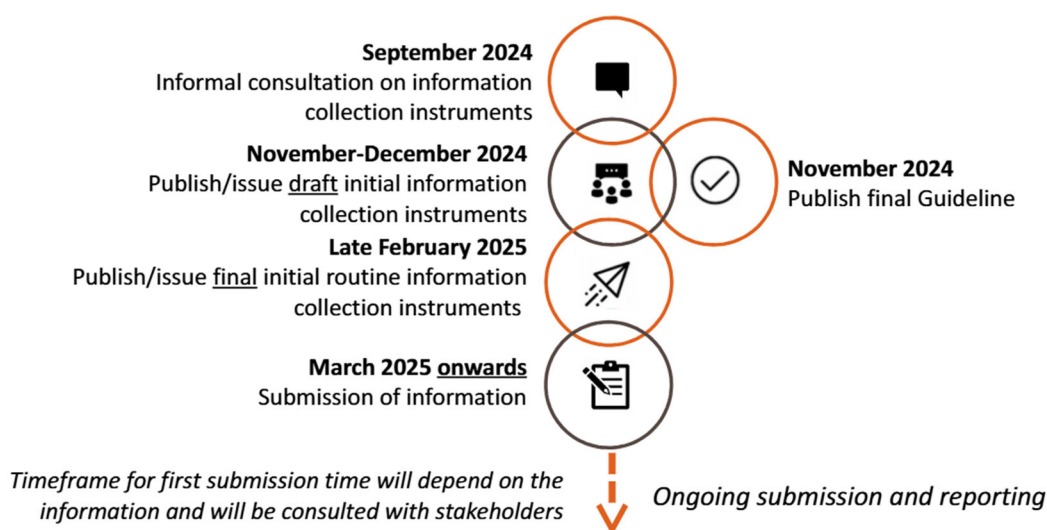 September 2024
Informal consultation on information
collection instruments
November-December 2024
Publish/issue draft initial information
collection instruments
November 2024
Publish final Guideline
Late February 2025
Publish/issue final initial routine information
collection instruments
March 2025 onwards
Submission of information
Timeframe for first submission time will depend on the
information and will be consulted with stakeholders
Ongoing submission and reporting